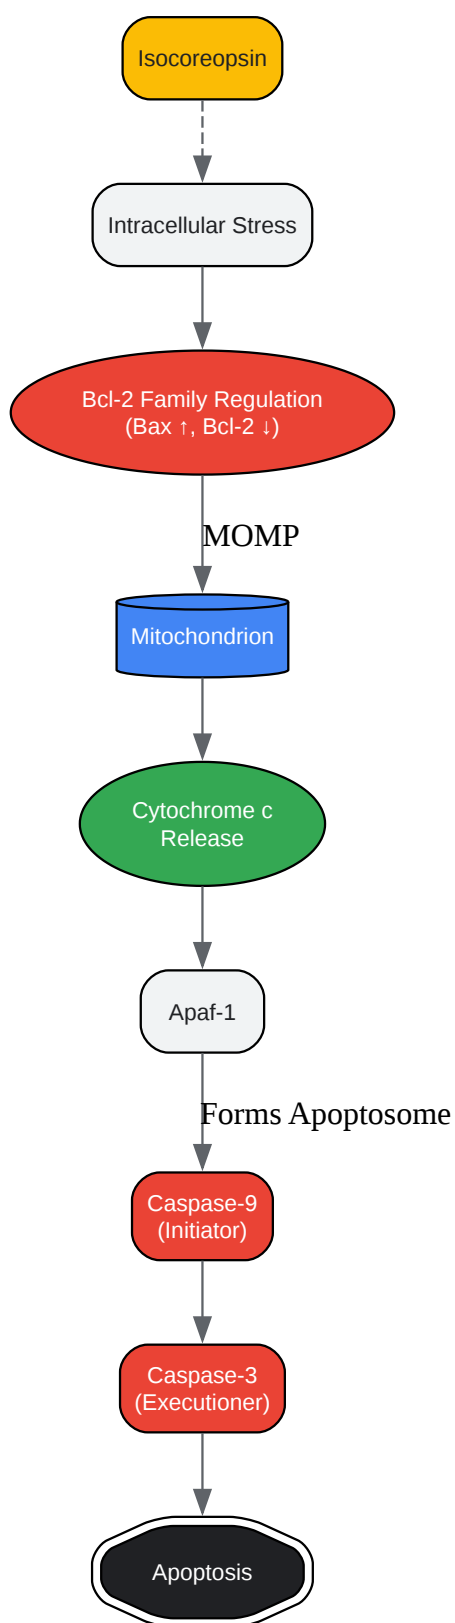 Isocoreopsin
Intracellular Stress
Bcl-2 Family Regulation
(Bax ↑, Bcl-2 ↓)
MOMP
Mitochondrion
Cytochrome c
Release
Apaf-1
Forms Apoptosome
Caspase-9
(Initiator)
Caspase-3
(Executioner)
Apoptosis